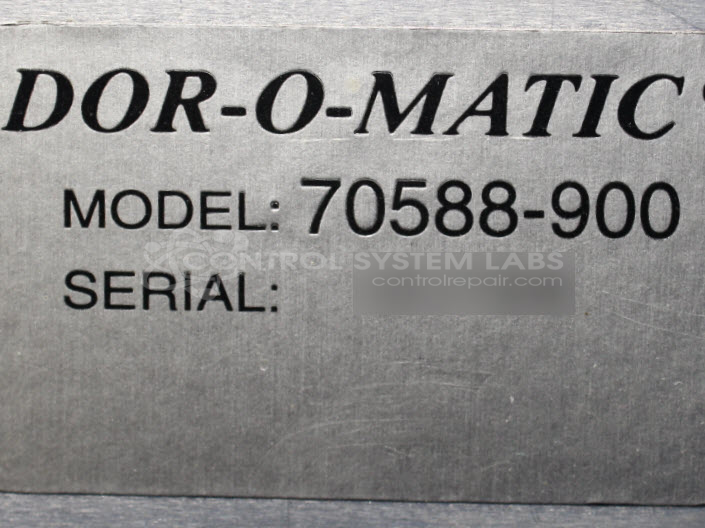 DOR-O-MATIC
MODEL: 70588-900
CONTROL SYSTEM LABS
SERIAL:
controlrepair.com